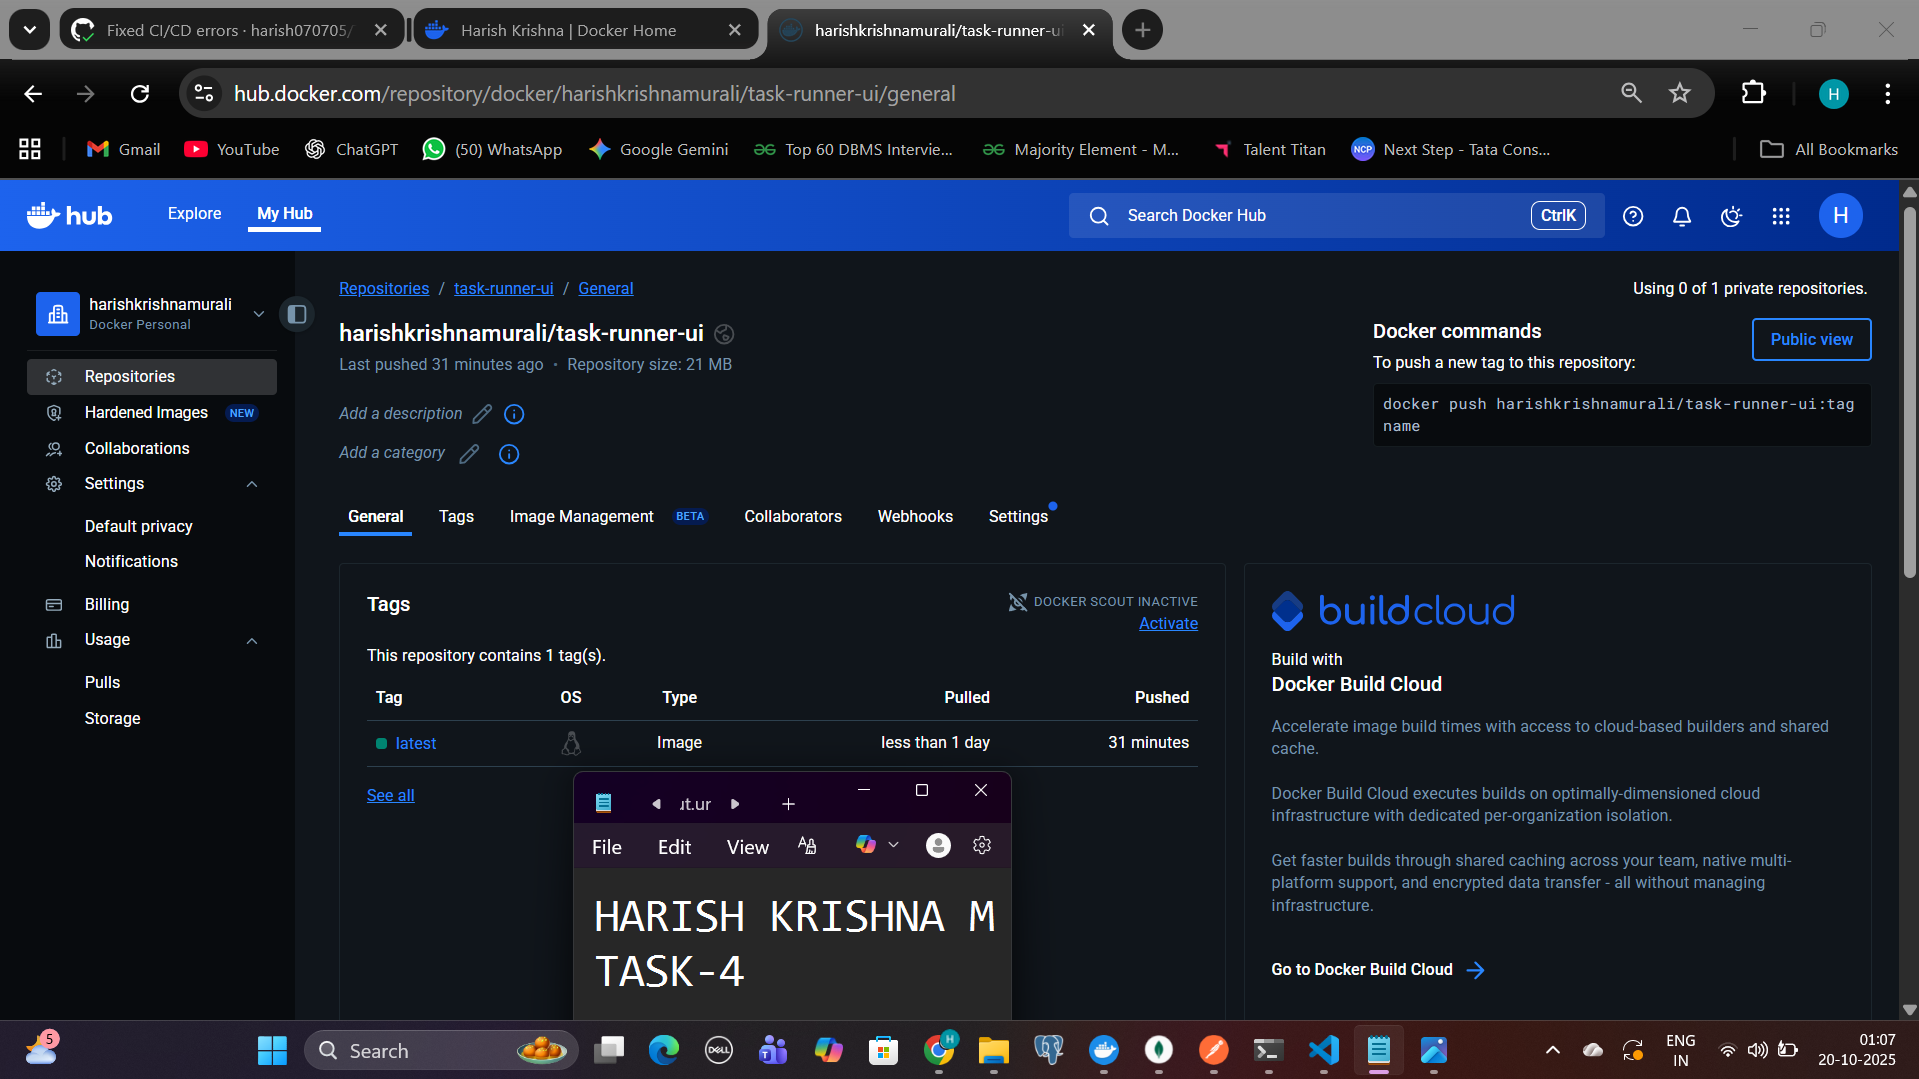 Fixed CI/CD errors · harish070705/
Harish Krishna | Docker Home
harishkrishnamurali/task-runner-ui
hub.docker.com/repository/docker/harishkrishnamurali/task-runner-ui/general
H
Gmail
YouTube
ChatGPT
(50) WhatsApp
Google Gemini
Top 60 DBMS Intervie...
Majority Element - M...
Talent Titan
NCP
Next Step - Tata Cons...
All Bookmarks
hub
Explore
My Hub
Search Docker Hub
CtrlK
H
harishkrishnamurali
Docker Personal
Repositories
Hardened Images NEW
Collaborations
Settings
Default privacy
Notifications
Billing
Usage
Pulls
Storage
Repositories / task-runner-ui / General
Using 0 of 1 private repositories.
harishkrishnamurali/task-runner-ui
Last pushed 31 minutes ago • Repository size: 21 MB
Add a description
Add a category
Docker commands
Public view
To push a new tag to this repository:
docker push harishkrishnamurali/task-runner-ui:tag
name
General
Tags
Image Management BETA
Collaborators
Webhooks
Settings
Tags
DOCKER SCOUT INACTIVE
Activate
This repository contains 1 tag(s).
Tag OS Type Pulled Pushed
latest Image less than 1 day 31 minutes
See all
buildcloud
Build with
Docker Build Cloud
Accelerate image build times with access to cloud-based builders and shared
cache.
Docker Build Cloud executes builds on optimally-dimensioned cloud
infrastructure with dedicated per-organization isolation.
Get faster builds through shared caching across your team, native multi-
platform support, and encrypted data transfer - all without managing
infrastructure.
Go to Docker Build Cloud
File Edit View
HARISH KRISHNA M
TASK-4
5
Search
DELL
H
ENG
IN
01:07
20-10-2025